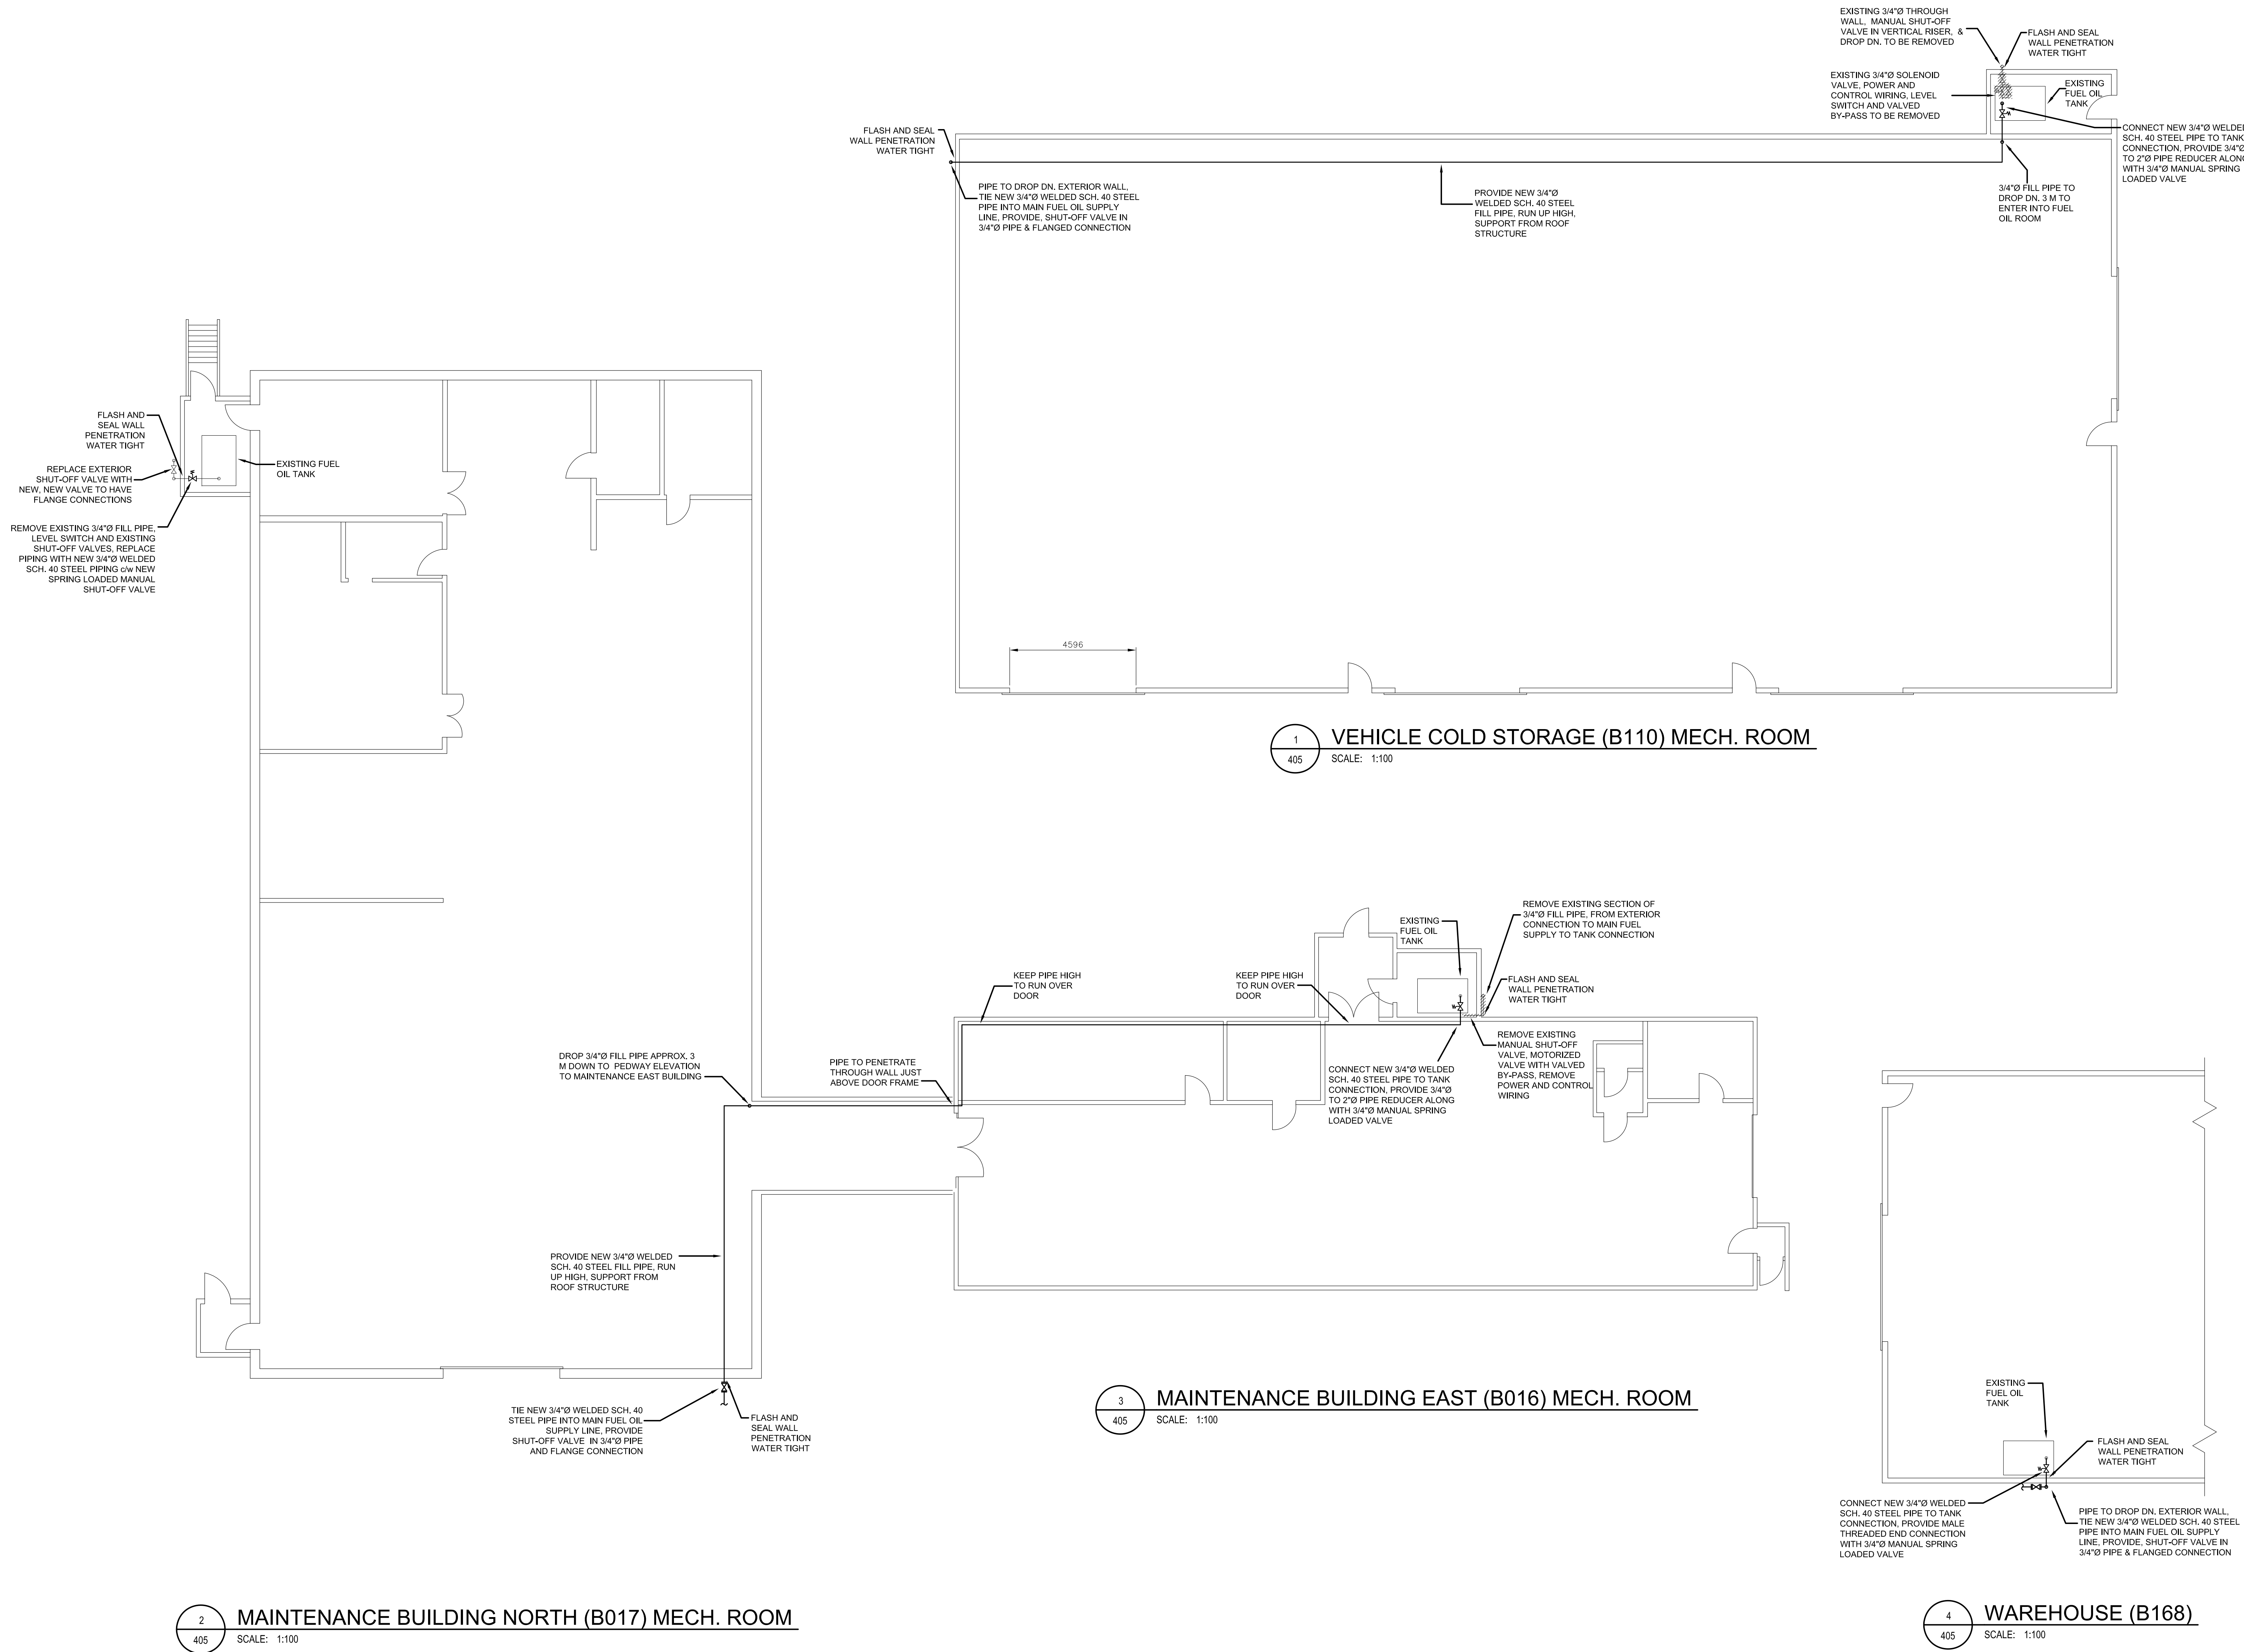 EXISTING 3/4"Ø THROUGH
WALL, MANUAL SHUT-OFF
VALVE IN VERTICAL RISER, &
DROP DN. TO BE REMOVED
FLASH AND SEAL
WALL PENETRATION
WATER TIGHT
EXISTING 3/4"Ø SOLENOID
VALVE, POWER AND
CONTROL WIRING, LEVEL
SWITCH AND VALVED
BY-PASS TO BE REMOVED
EXISTING
FUEL OIL
TANK
FLASH AND SEAL
WALL PENETRATION
WATER TIGHT
CONNECT NEW 3/4"Ø WELDED
SCH. 40 STEEL PIPE TO TANK
CONNECTION, PROVIDE 3/4"Ø
TO 2"Ø PIPE REDUCER ALONG
WITH 3/4"Ø MANUAL SPRING
LOADED VALVE
PIPE TO DROP DN. EXTERIOR WALL,
TIE NEW 3/4"Ø WELDED SCH. 40 STEEL
PIPE INTO MAIN FUEL OIL SUPPLY
LINE, PROVIDE, SHUT-OFF VALVE IN
3/4"Ø PIPE & FLANGED CONNECTION
PROVIDE NEW 3/4"Ø
WELDED SCH. 40 STEEL
FILL PIPE, RUN UP HIGH,
SUPPORT FROM ROOF
STRUCTURE
3/4"Ø FILL PIPE TO
DROP DN. 3 M TO
ENTER INTO FUEL
OIL ROOM
4596
1
405
VEHICLE COLD STORAGE (B110) MECH. ROOM
SCALE: 1:100
FLASH AND
SEAL WALL
PENETRATION
WATER TIGHT
REPLACE EXTERIOR
SHUT-OFF VALVE WITH
NEW, NEW VALVE TO HAVE
FLANGE CONNECTIONS
REMOVE EXISTING 3/4"Ø FILL PIPE,
LEVEL SWITCH AND EXISTING
SHUT-OFF VALVES, REPLACE
PIPING WITH NEW 3/4"Ø WELDED
SCH. 40 STEEL PIPING c/w NEW
SPRING LOADED MANUAL
SHUT-OFF VALVE
EXISTING FUEL
OIL TANK
DROP 3/4"Ø FILL PIPE APPROX. 3
M DOWN TO PEDWAY ELEVATION
TO MAINTENANCE EAST BUILDING
PIPE TO PENETRATE
THROUGH WALL JUST
ABOVE DOOR FRAME
KEEP PIPE HIGH
TO RUN OVER
DOOR
KEEP PIPE HIGH
TO RUN OVER
DOOR
EXISTING
FUEL OIL
TANK
REMOVE EXISTING SECTION OF
3/4"Ø FILL PIPE, FROM EXTERIOR
CONNECTION TO MAIN FUEL
SUPPLY TO TANK CONNECTION
FLASH AND SEAL
WALL PENETRATION
WATER TIGHT
REMOVE EXISTING
MANUAL SHUT-OFF
VALVE, MOTORIZED
VALVE WITH VALVED
BY-PASS, REMOVE
POWER AND CONTROL
WIRING
CONNECT NEW 3/4"Ø WELDED
SCH. 40 STEEL PIPE TO TANK
CONNECTION, PROVIDE 3/4"Ø
TO 2"Ø PIPE REDUCER ALONG
WITH 3/4"Ø MANUAL SPRING
LOADED VALVE
PROVIDE NEW 3/4"Ø WELDED
SCH. 40 STEEL FILL PIPE, RUN
UP HIGH, SUPPORT FROM
ROOF STRUCTURE
TIE NEW 3/4"Ø WELDED SCH. 40
STEEL PIPE INTO MAIN FUEL OIL
SUPPLY LINE, PROVIDE
SHUT-OFF VALVE IN 3/4"Ø PIPE
AND FLANGE CONNECTION
FLASH AND
SEAL WALL
PENETRATION
WATER TIGHT
3
405
MAINTENANCE BUILDING EAST (B016) MECH. ROOM
SCALE: 1:100
EXISTING
FUEL OIL
TANK
FLASH AND SEAL
WALL PENETRATION
WATER TIGHT
CONNECT NEW 3/4"Ø WELDED
SCH. 40 STEEL PIPE TO TANK
CONNECTION, PROVIDE MALE
THREADED END CONNECTION
WITH 3/4"Ø MANUAL SPRING
LOADED VALVE
PIPE TO DROP DN. EXTERIOR WALL,
TIE NEW 3/4"Ø WELDED SCH. 40 STEEL
PIPE INTO MAIN FUEL OIL SUPPLY
LINE, PROVIDE, SHUT-OFF VALVE IN
3/4"Ø PIPE & FLANGED CONNECTION
2
405
MAINTENANCE BUILDING NORTH (B017) MECH. ROOM
SCALE: 1:100
4
405
WAREHOUSE (B168)
SCALE: 1:100